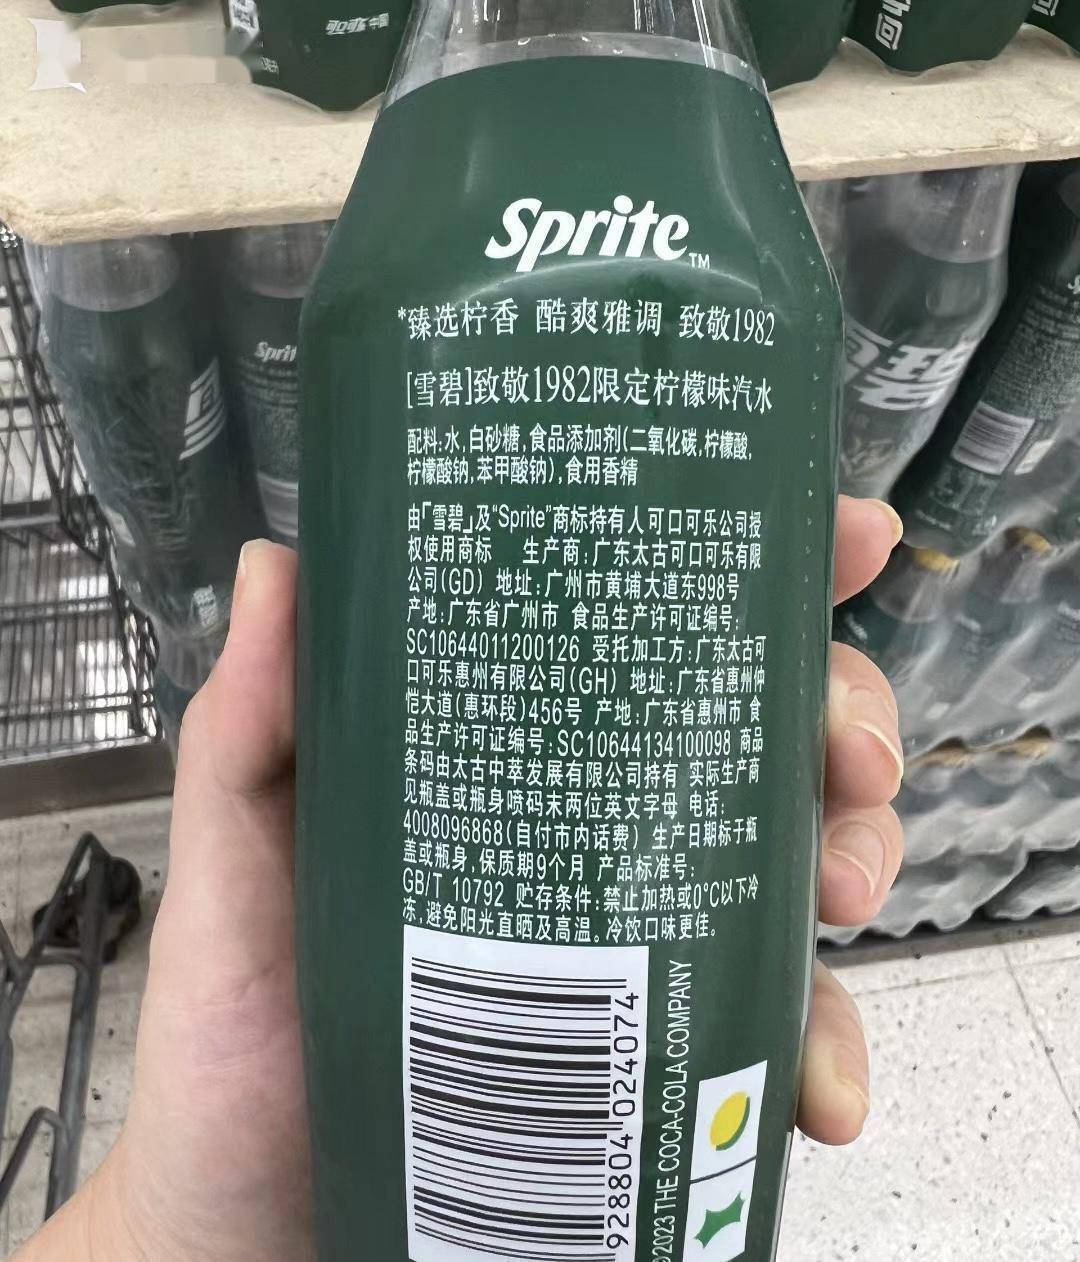 可口可乐中国
Sprite
Sprite™
*臻选柠香 酷爽雅调 致敬1982
[雪碧]致敬1982限定柠檬味汽水
配料:水,白砂糖,食品添加剂(二氧化碳,柠檬酸,
柠檬酸钠,苯甲酸钠),食用香精
由「雪碧」及“Sprite”商标持有人可口可乐公司授
权使用商标 生产商:广东太古可口可乐有限
公司(GD) 地址:广州市黄埔大道东998号
产地:广东省广州市 食品生产许可证编号:
SC10644011200126 受托加工方:广东太古可
口可乐惠州有限公司(GH) 地址:广东省惠州仲
恺大道(惠环段)456号 产地:广东省惠州市 食
品生产许可证编号:SC10644134100098 商品
条码由太古中萃发展有限公司持有 实际生产商
见瓶盖或瓶身喷码末两位英文字母 电话:
4008096868(自付市内话费) 生产日期标于瓶
盖或瓶身,保质期9个月 产品标准号:
GB/T 10792 贮存条件:禁止加热或0°C以下冷
冻,避免阳光直晒及高温。冷饮口味更佳。
928804 024074
©2023 THE COCA-COLA COMPANY